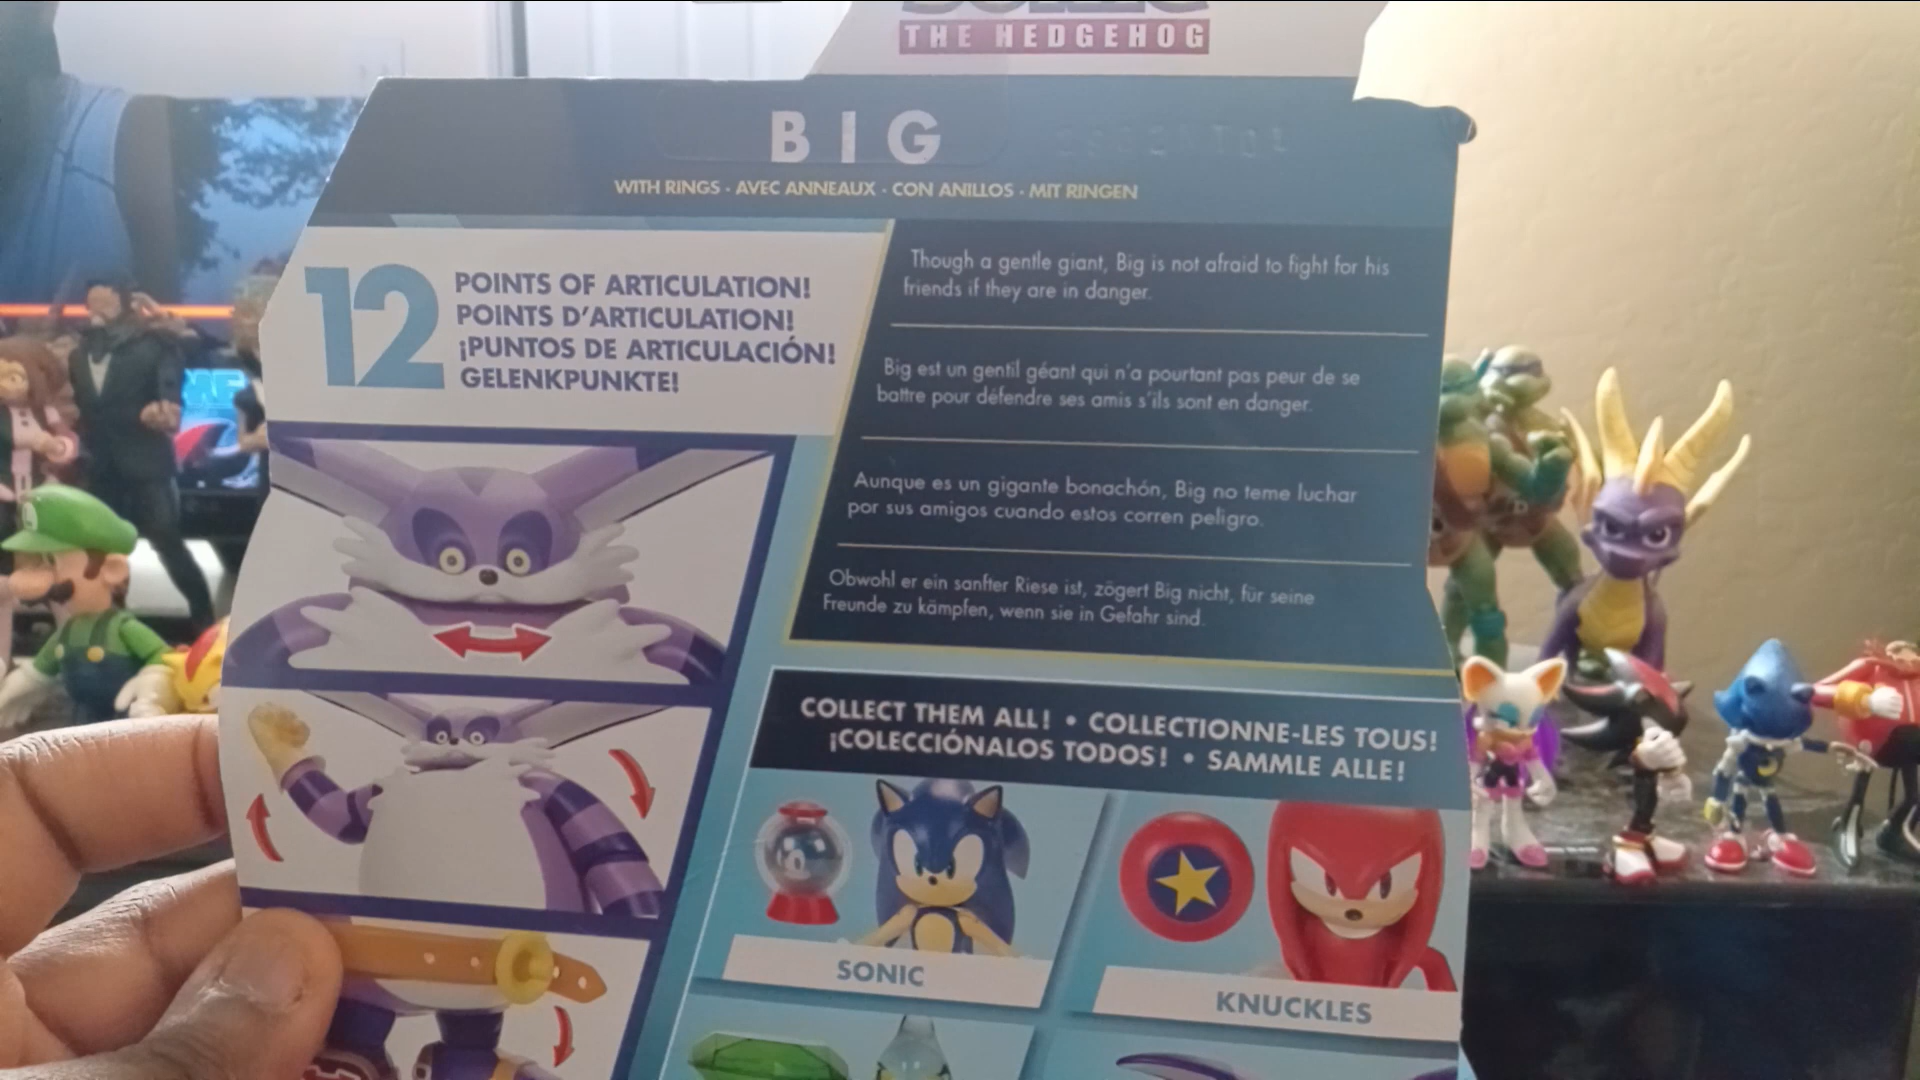 THE HEDGEHOG
BIG
WITH RINGS · AVEC ANNEAUX · CON ANILLOS · MIT RINGEN
12
POINTS OF ARTICULATION!
POINTS D'ARTICULATION!
¡PUNTOS DE ARTICULACIÓN!
GELENKPUNKTE!
Though a gentle giant, Big is not afraid to fight for his
friends if they are in danger.
Big est un gentil géant qui n'a pourtant pas peur de se
battre pour défendre ses amis s'ils sont en danger.
Aunque es un gigante bonachón, Big no teme luchar
por sus amigos cuando estos corren peligro.
Obwohl er ein sanfter Riese ist, zögert Big nicht, für seine
Freunde zu kämpfen, wenn sie in Gefahr sind.
COLLECT THEM ALL! • COLLECTIONNE-LES TOUS!
¡COLECCIÓNALOS TODOS! • SAMMLE ALLE!
SONIC
KNUCKLES